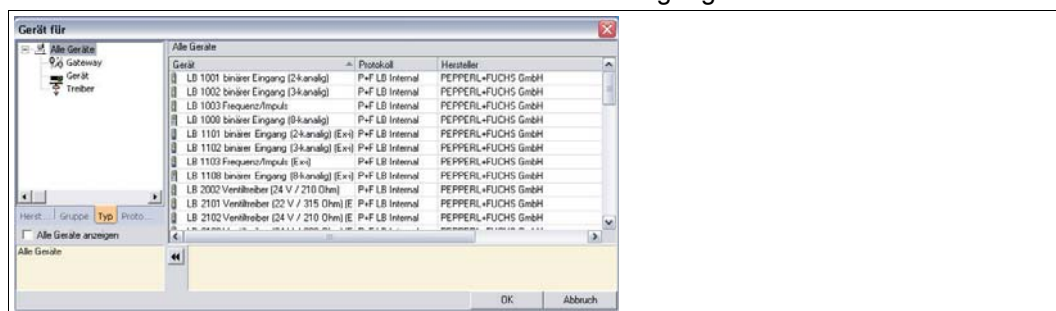 Gerät für
Alle Geräte
Gateway
Gerät
Treiber
Herst... Gruppe Typ Proto...
Alle Geräte anzeigen
Alle Geräte
Alle Geräte
Gerät Protokoll Hersteller
LB 1001 binärer Eingang (2-kanalig) P+F LB Internal PEPPERL+FUCHS GmbH
LB 1002 binärer Eingang (3-kanalig) P+F LB Internal PEPPERL+FUCHS GmbH
LB 1003 Frequenz/Impuls P+F LB Internal PEPPERL+FUCHS GmbH
LB 1008 binärer Eingang (8-kanalig) P+F LB Internal PEPPERL+FUCHS GmbH
LB 1101 binärer Eingang (2-kanalig) (Ex-i) P+F LB Internal PEPPERL+FUCHS GmbH
LB 1102 binärer Eingang (3-kanalig) (Ex-i) P+F LB Internal PEPPERL+FUCHS GmbH
LB 1103 Frequenz/Impuls (Ex-i) P+F LB Internal PEPPERL+FUCHS GmbH
LB 1108 binärer Eingang (8-kanalig) (Ex-i) P+F LB Internal PEPPERL+FUCHS GmbH
LB 2002 Ventiltreiber (24 V / 210 Ohm) P+F LB Internal PEPPERL+FUCHS GmbH
LB 2101 Ventiltreiber (22 V / 315 Ohm) (E P+F LB Internal PEPPERL+FUCHS GmbH
LB 2102 Ventiltreiber (24 V / 210 Ohm) (E P+F LB Internal PEPPERL+FUCHS GmbH
OK Abbruch